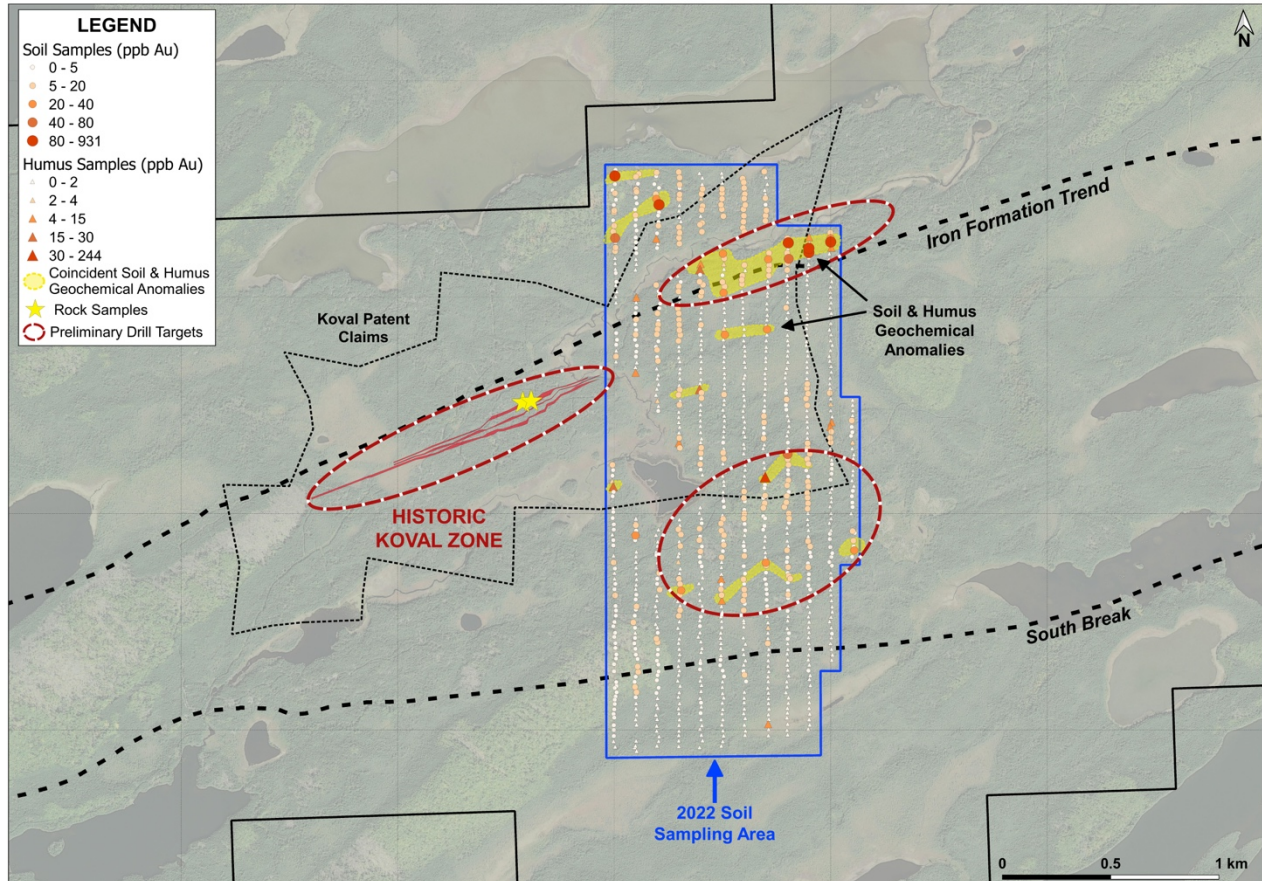 LEGEND
Soil Samples (ppb Au)
0 - 5
5 - 20
20 - 40
40 - 80
80 - 931
Humus Samples (ppb Au)
0 - 2
2 - 4
4 - 15
15 - 30
30 - 244
Coincident Soil & Humus
Geochemical Anomalies
Rock Samples
Preliminary Drill Targets
N
Iron Formation Trend
Koval Patent
Claims
Soil & Humus
Geochemical
Anomalies
HISTORIC
KOVAL ZONE
South Break
2022 Soil
Sampling Area
0 0.5 1 km